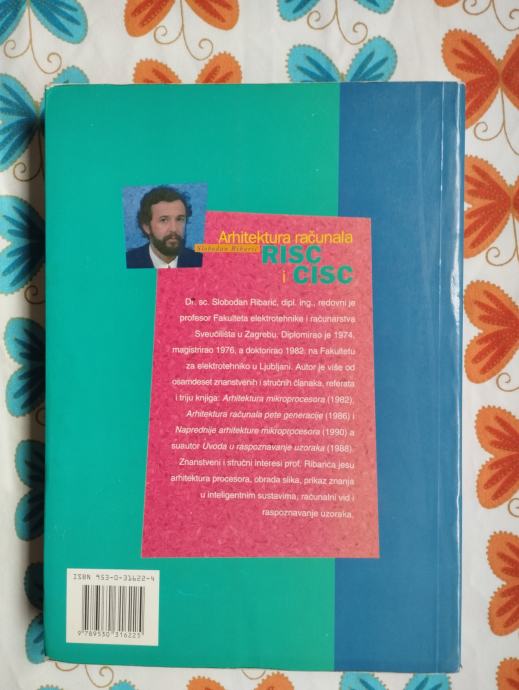 Arhitektura računala
Slobodan Ribarić
RISC
i CISC
Dr. sc. Slobodan Ribarić, dipl. ing., redovni je
profesor Fakulteta elektrotehnike i računarstva
Sveučilišta u Zagrebu. Diplomirao je 1974,
magistrirao 1976, a doktorirao 1982. na Fakultetu
za elektrotehniko u Ljubljani. Autor je više od
osamdeset znanstvenih i stručnih članaka, referata
i triju knjiga: Arhitektura mikroprocesora (1982),
Arhitektura računala pete generacije (1986) i
Naprednije arhitekture mikroprocesora (1990) a
suautor Uvoda u raspoznavanje uzoraka (1988).
Znanstveni i stručni interesi prof. Ribarića jesu
arhitektura procesora, obrada slika, prikaz znanja
u inteligentnim sustavima, računalni vid i
raspoznavanje uzoraka.
ISBN 953-0-31622-4
9 789530 316225